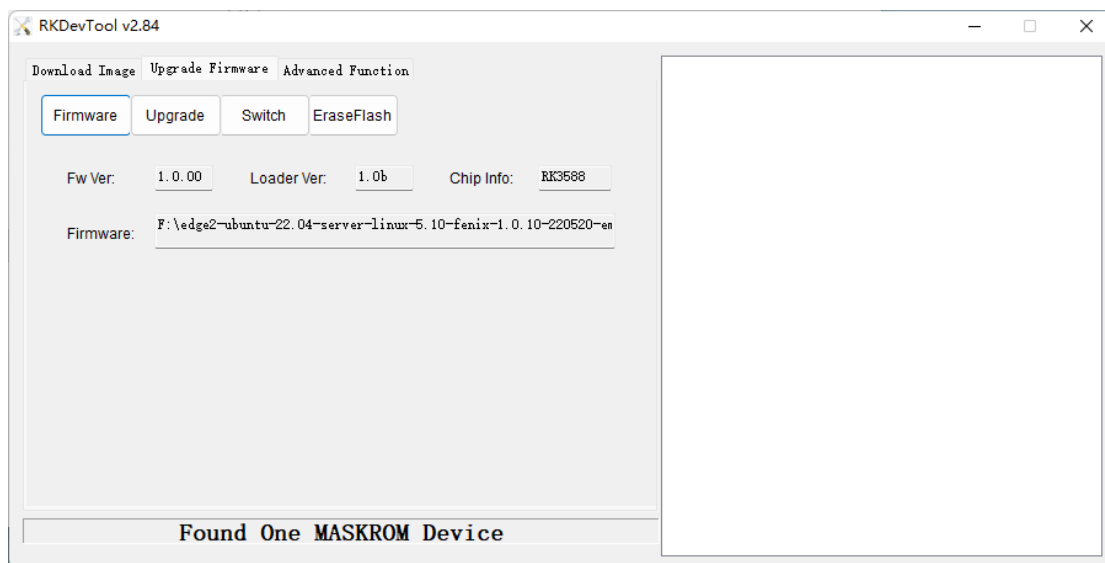 RKDevTool v2.84
Download Image Upgrade Firmware Advanced Function
Firmware Upgrade Switch EraseFlash
Fw Ver: 1.0.00 Loader Ver: 1.0b Chip Info: RK3588
Firmware: F:\edge2-ubuntu-22.04-server-linux-5.10-fenix-1.0.10-220520-em
Found One MASKROM Device